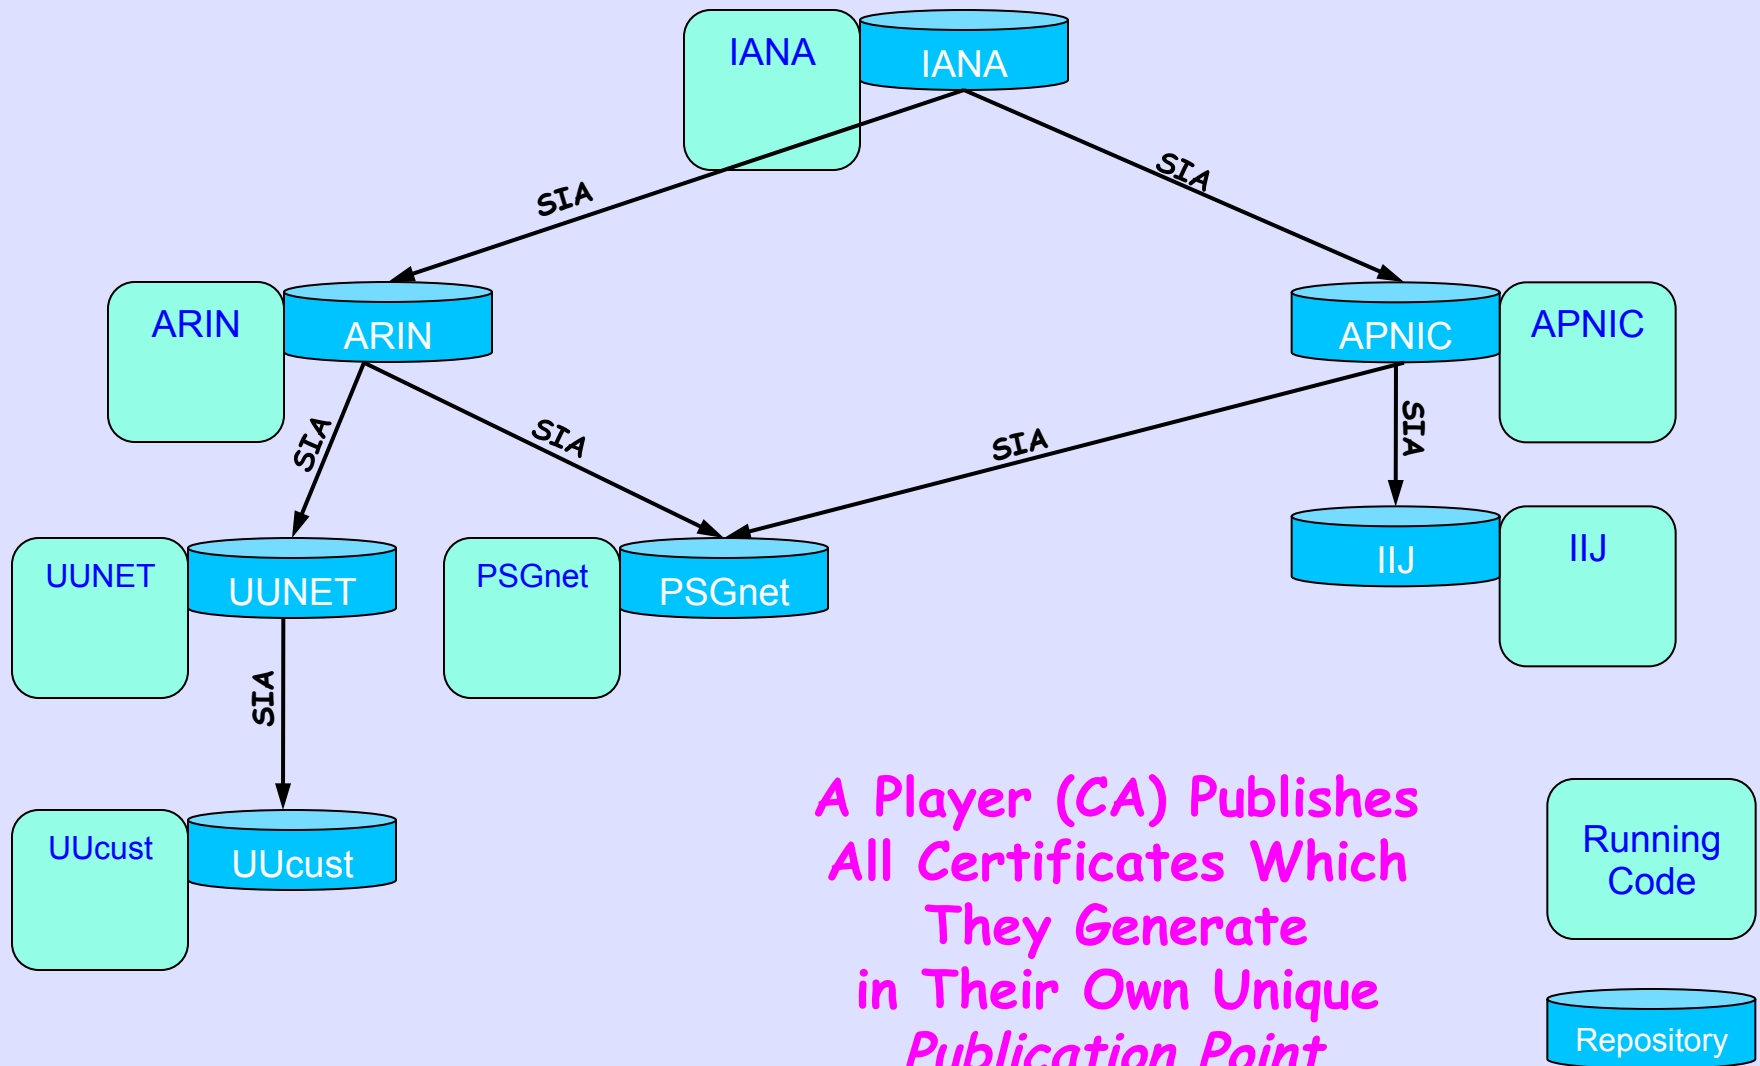 IANA
IANA
SIA
SIA
ARIN
ARIN
APNIC
APNIC
SIA
SIA
SIA
SIA
UUNET
UUNET
PSGnet
PSGnet
IIJ
IIJ
SIA
UUcust
UUcust
A Player (CA) Publishes
All Certificates Which
They Generate
in Their Own Unique
Publication Point
Running
Code
Repository